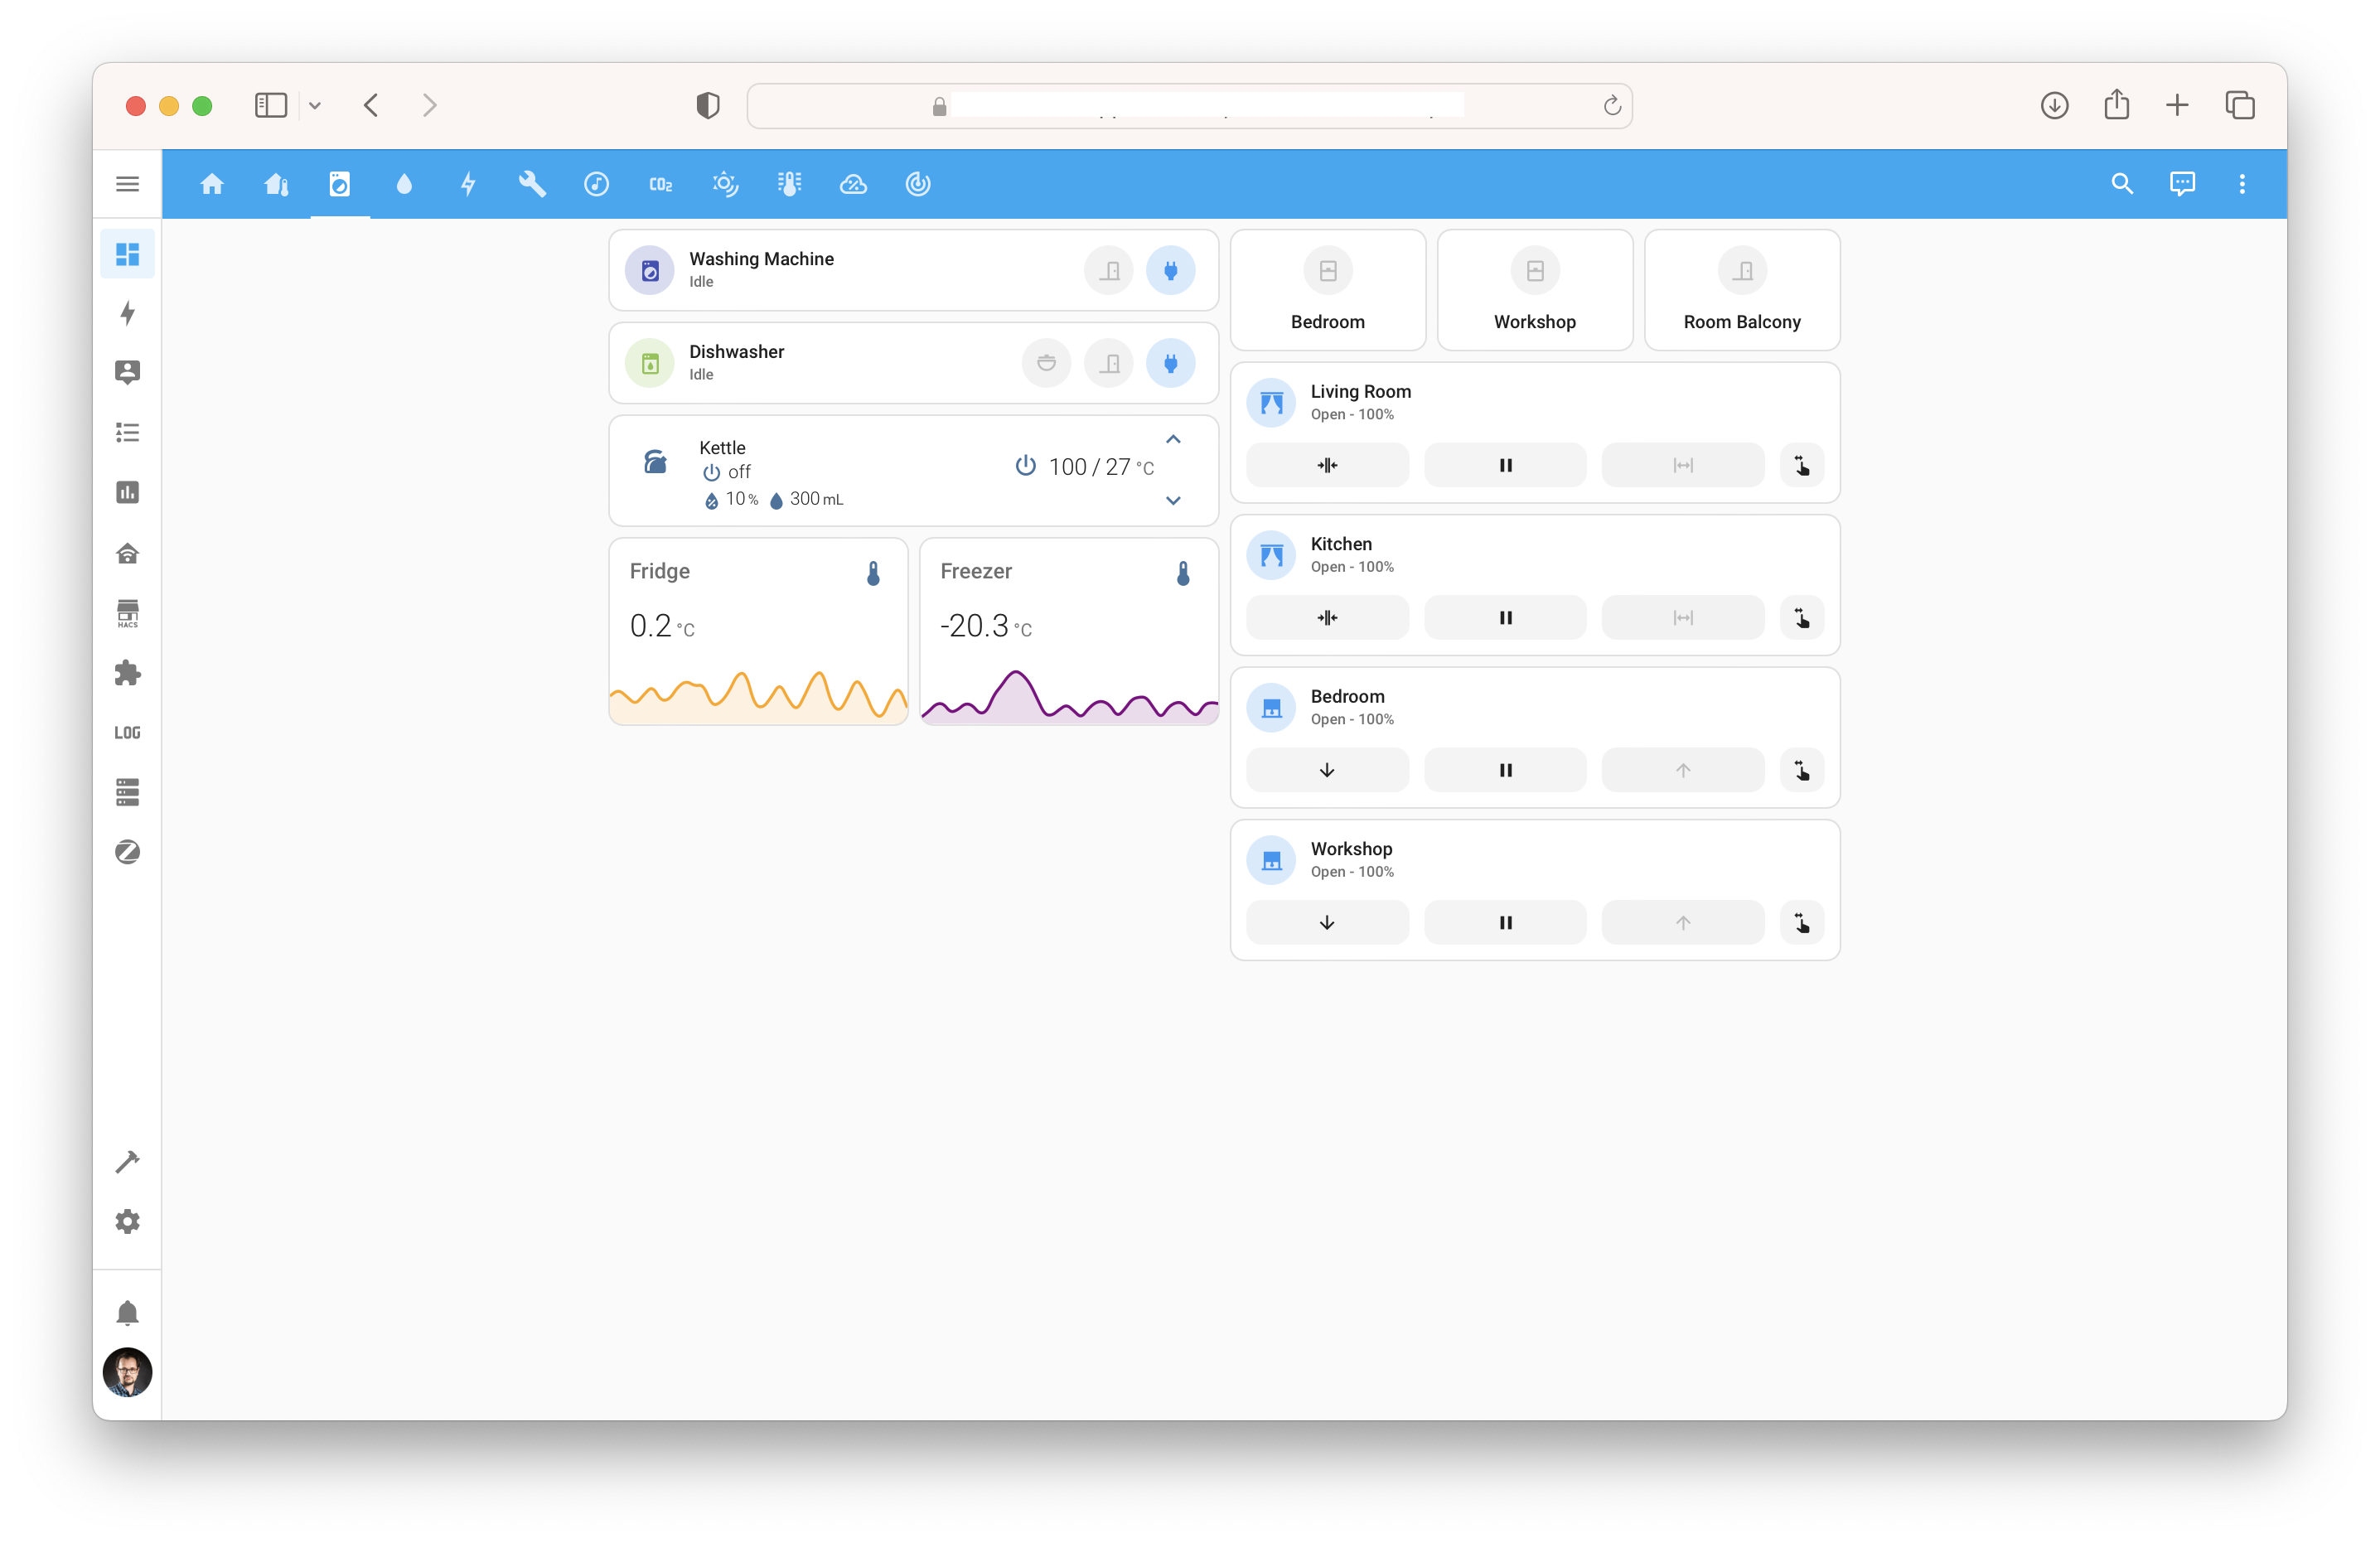 CO₂
HACS
LOG
Washing Machine
Idle
Dishwasher
Idle
Kettle
off
10 % 300 mL
100 / 27 °C
Fridge
0.2 °C
Freezer
-20.3 °C
Bedroom
Workshop
Room Balcony
Living Room
Open - 100%
Kitchen
Open - 100%
Bedroom
Open - 100%
Workshop
Open - 100%